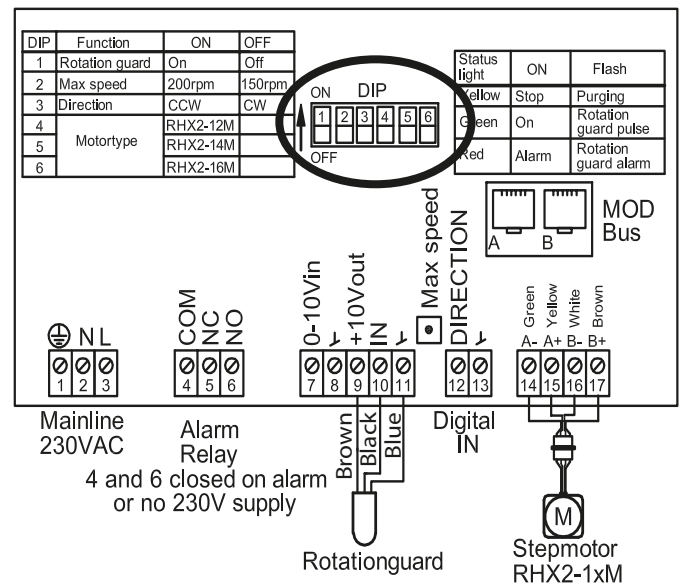 DIP Function ON OFF
1 Rotation guard On Off
2 Max speed 200rpm 150rpm
3 Direction CCW CW
4 RHX2-12M
Motortype
5 RHX2-14M
6 RHX2-16M
ON DIP
1 2 3 4 5 6
OFF
Status
light ON Flash
Yellow Stop Purging
Green On Rotation
guard pulse
Red Alarm Rotation
guard alarm
A B
MOD
Bus
N L
1 2 3
Mainline
230VAC
COM
NC
NO
4 5 6
Alarm
Relay
4 and 6 closed on alarm
or no 230V supply
0-10Vin
+10Vout
IN
7 8 9 10 11
Brown
Black
Blue
Rotationguard
Max speed
DIRECTION
12 13
Digital
IN
Green
Yellow
White
Brown
A- A+ B- B+
14 15 16 17
M
Stepmotor
RHX2-1xM